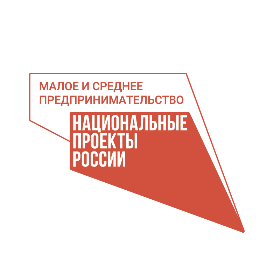 МАЛОЕ И СРЕДНЕЕ
ПРЕДПРИНИМАТЕЛЬСТВО
НАЦИОНАЛЬНЫЕ
ПРОЕКТЫ
РОССИИ